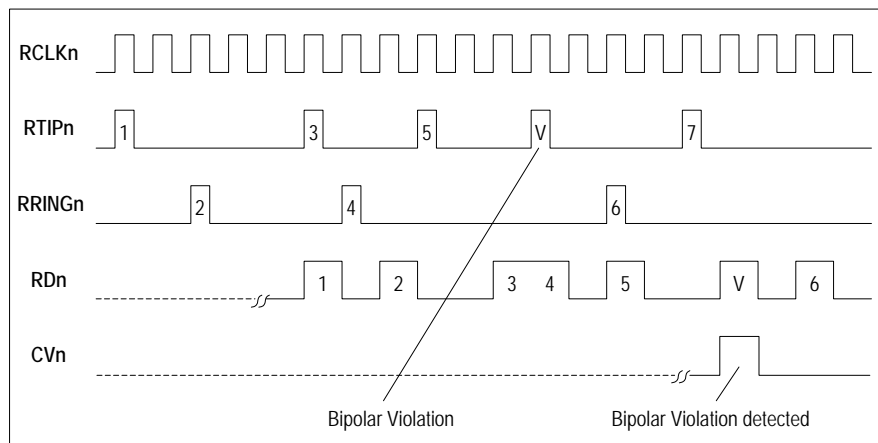 RCLKn
RTIPn
1 3 5 V 7
RRINGn
2 4 6
RDn
1 2 3 4 5 V 6
CVn
Bipolar Violation
Bipolar Violation detected